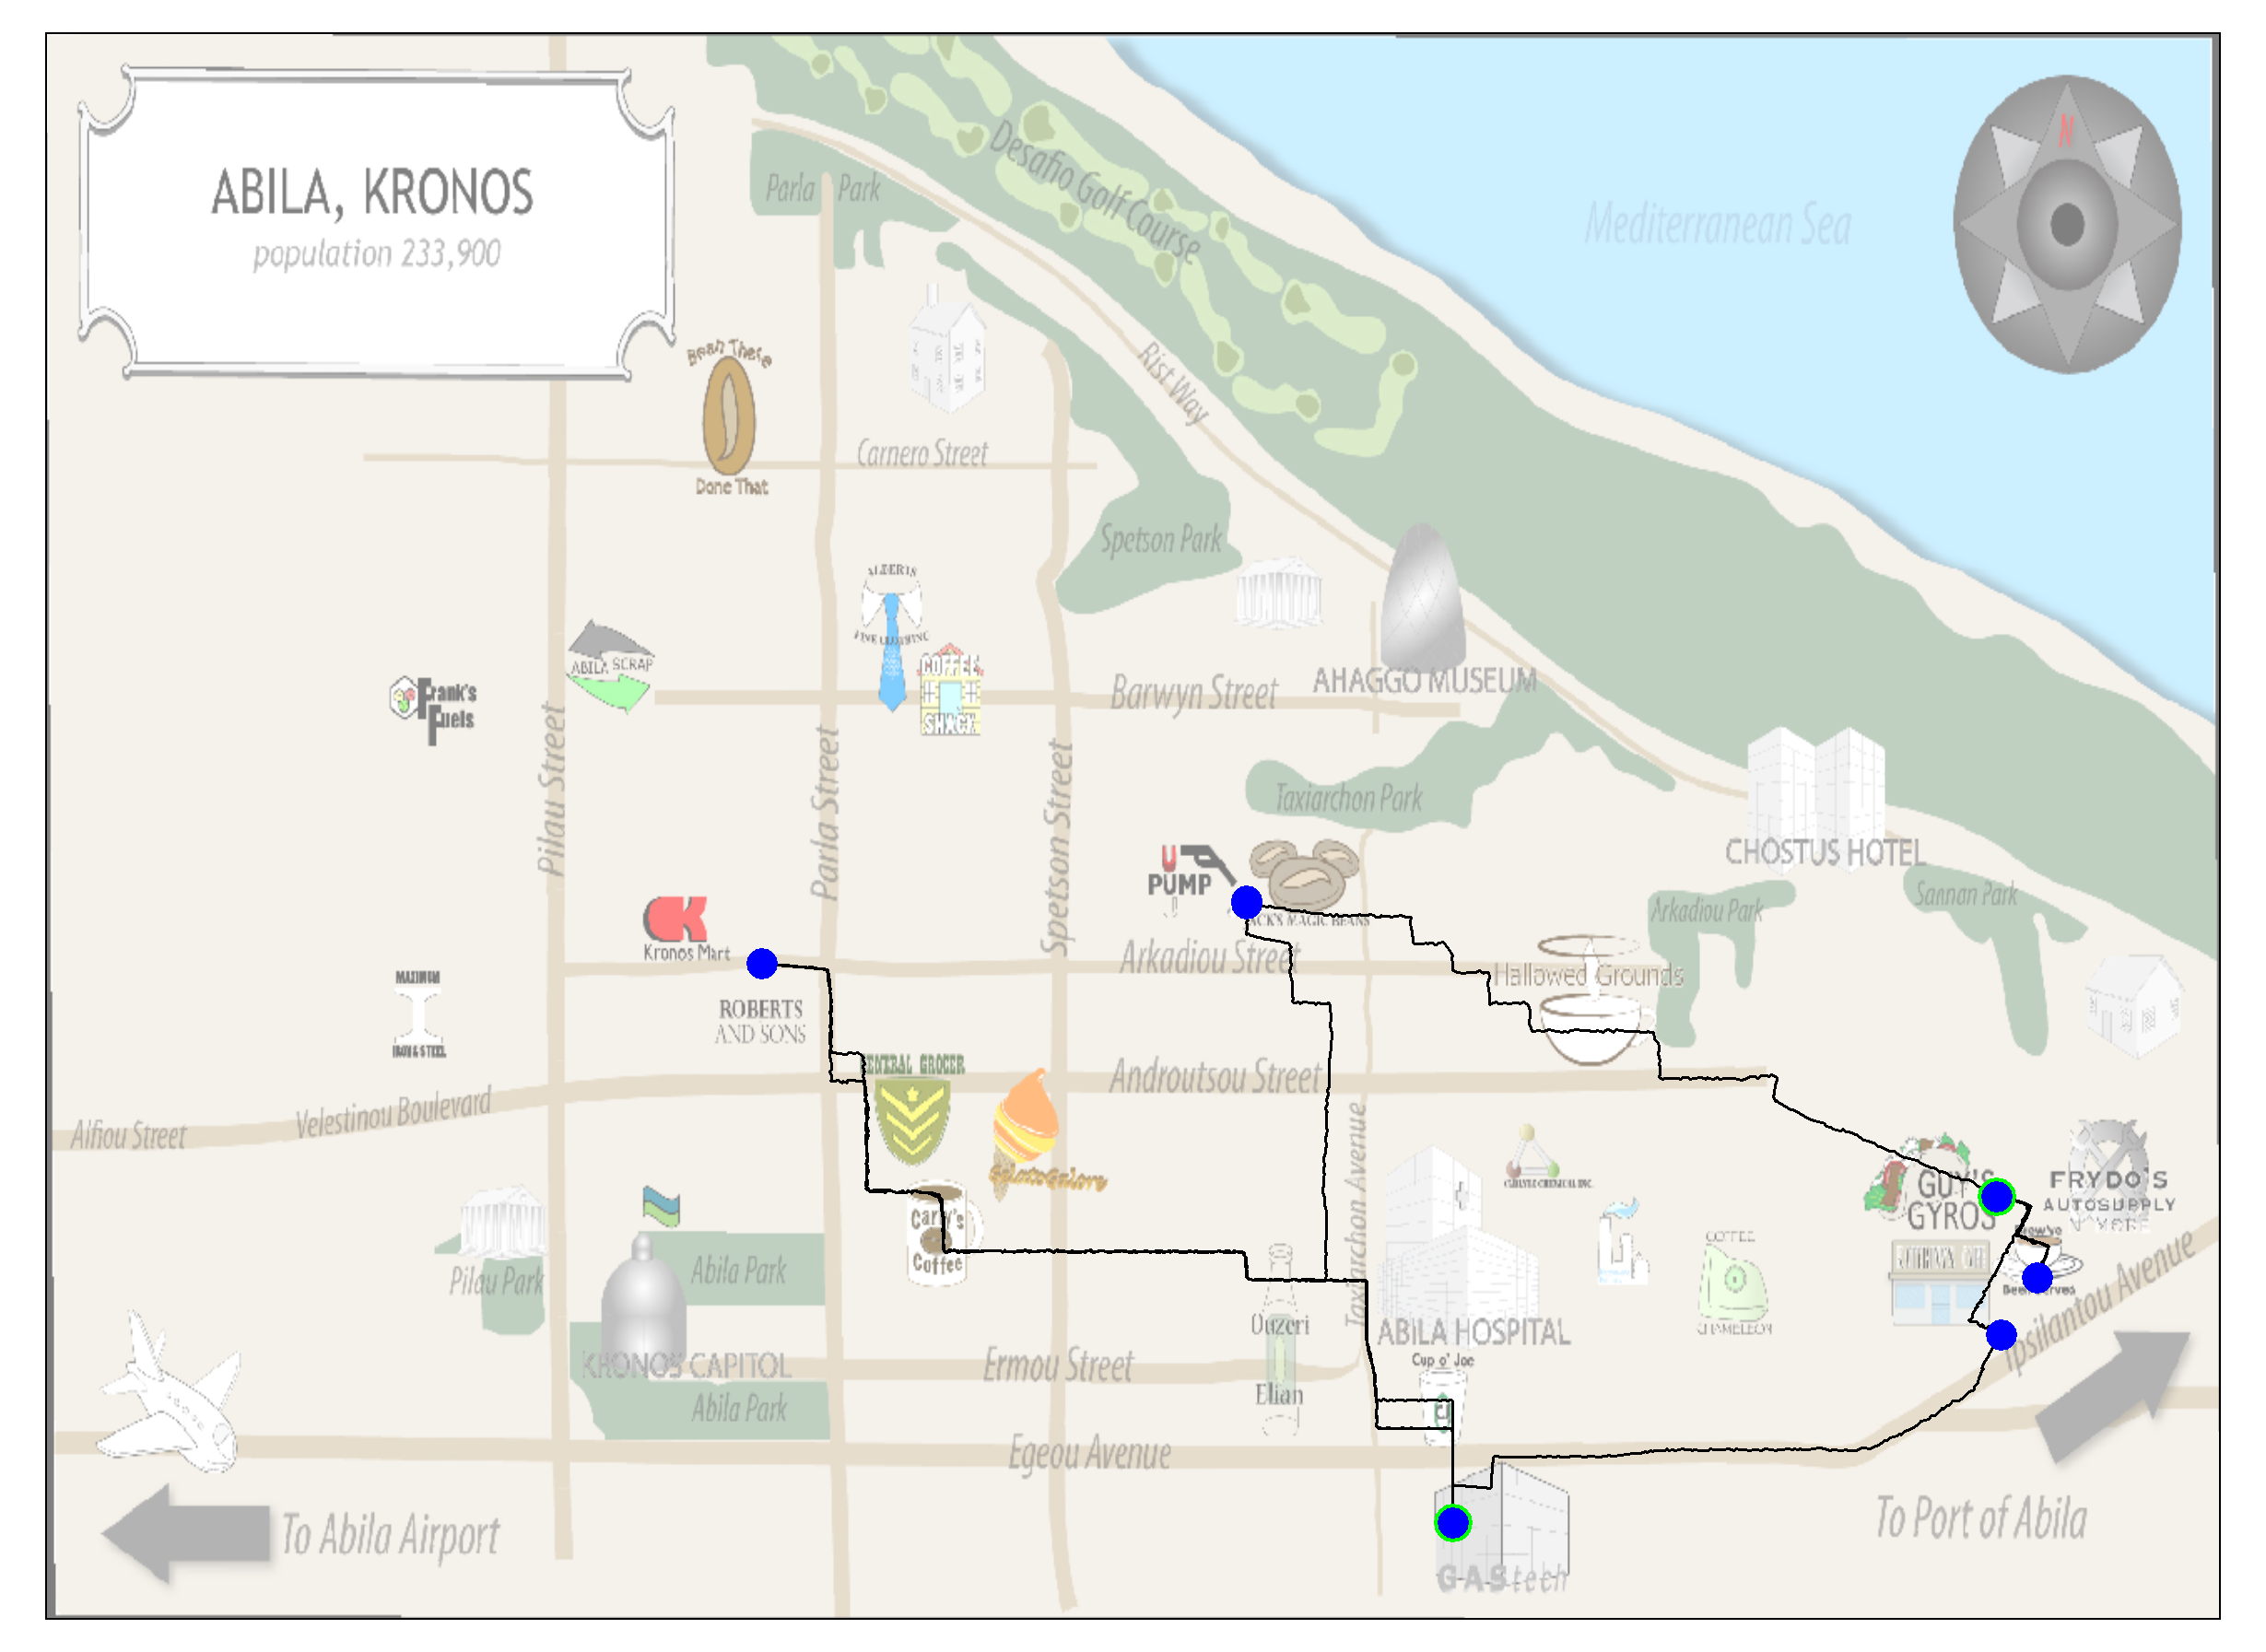 ABILA, KRONOS
population 233,900
N
Mediterranean Sea
Desafio Golf Course
Parla Park
Rist Way
Bean There
Done That
Carnero Street
Spetson Park
ALBERTS
FINE CLOTHING
ABILA SCRAP
Frank's
Fuels
COFFEE
SHACK
Barwyn Street
AHAGGO MUSEUM
Pilau Street
Parla Street
Spetson Street
Taxiarchon Park
CHOSTUS HOTEL
U
PUMP
JACK'S MAGIC BEANS
Arkadiou Park
Sannan Park
Kronos Mart
Arkadiou Street
Hallowed Grounds
MAXIMUM
IRON & STEEL
ROBERTS
AND SONS
GENERAL GROCER
Androutsou Street
Alfiou Street
Velestinou Boulevard
GelatoGalore
Taxiarchon Avenue
CARLYLE CHEMICAL INC.
GUY'S
GYROS
FRYDO'S
AUTOSUPPLY
N' MORE
Carly's
Coffee
Brew've
Been Served
COFFEE
CHAMELEON
Pilau Park
Abila Park
Ouzeri
Elian
ABILA HOSPITAL
Ipsilantou Avenue
KRONOS CAPITOL
Ermou Street
Cup o' Joe
Abila Park
Egeou Avenue
To Abila Airport
To Port of Abila
GAStech